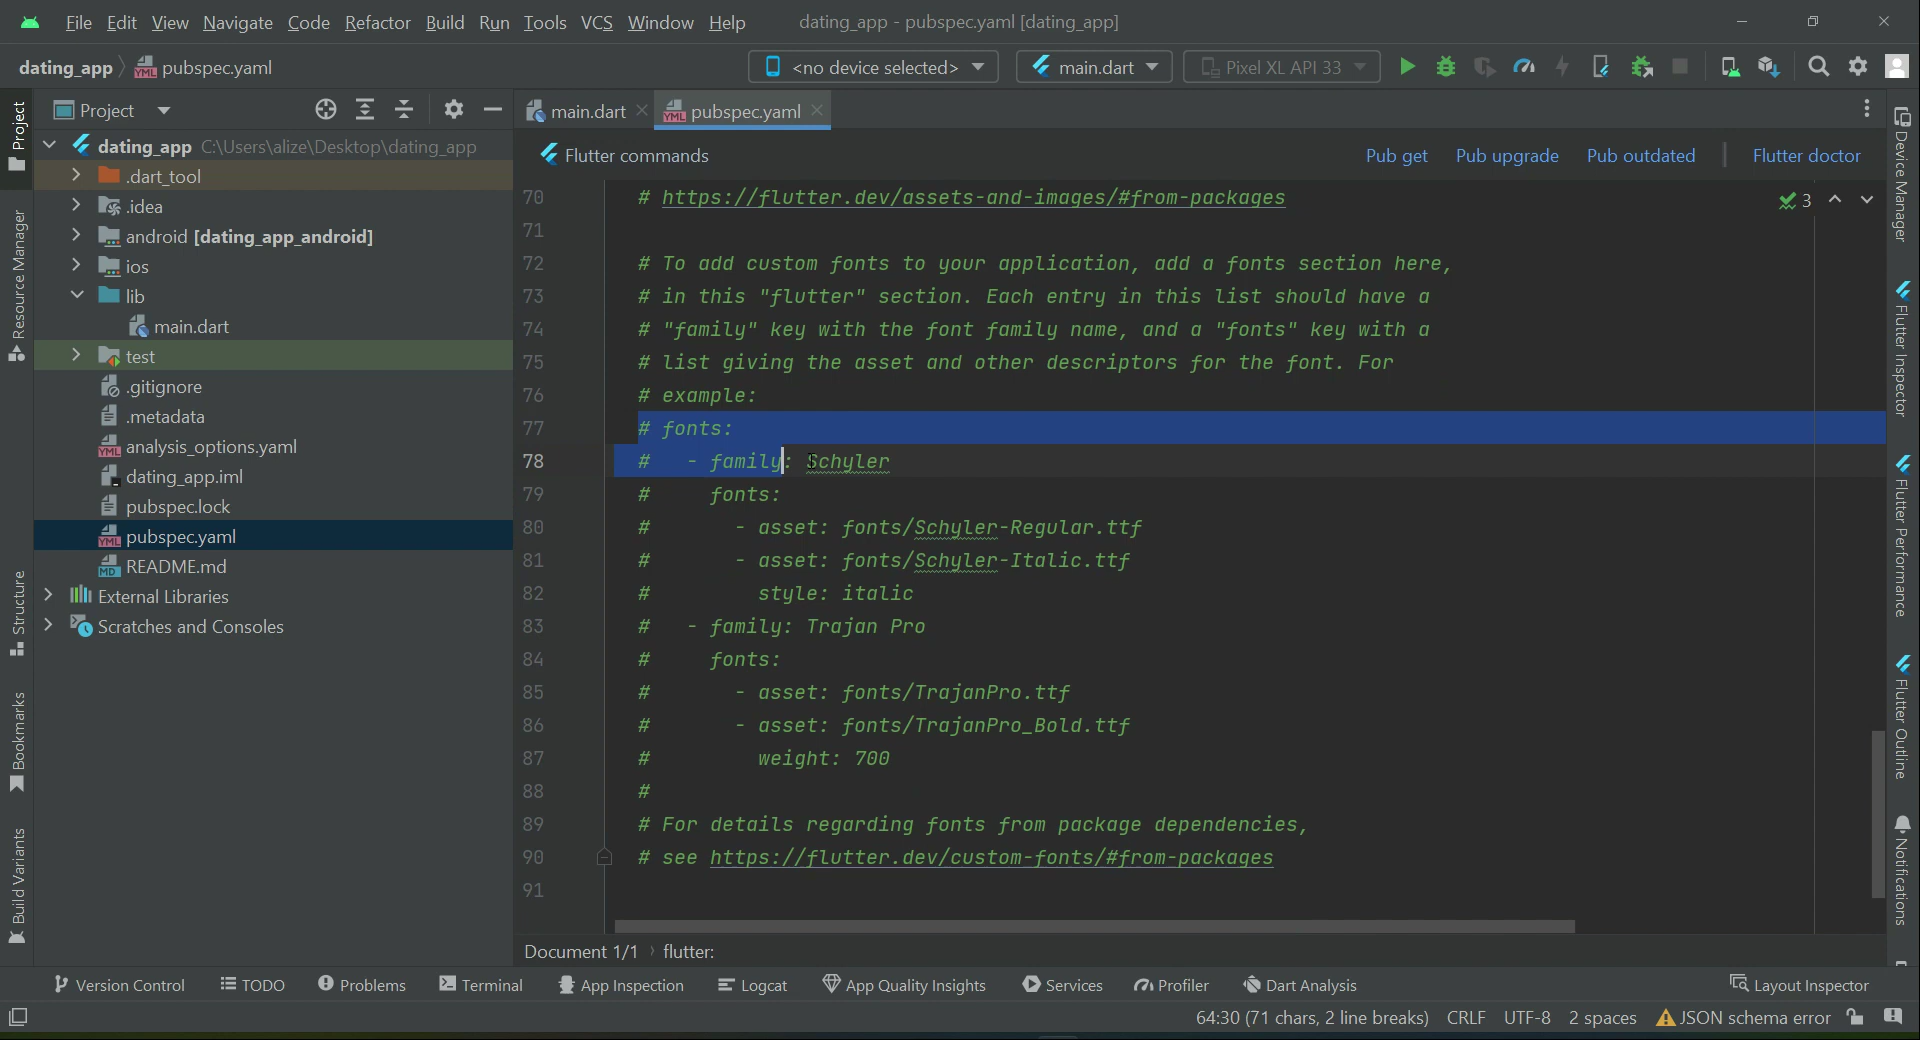 File Edit View Navigate Code Refactor Build Run Tools VCS Window Help dating_app - pubspec.yaml [dating_app]
dating_app pubspec.yaml <no device selected> main.dart Pixel XL API 33
Project
main.dart pubspec.yaml
dating_app C:\Users\alize\Desktop\dating_app
.dart_tool
.idea
android [dating_app_android]
ios
lib
main.dart
test
.gitignore
.metadata
analysis_options.yaml
dating_app.iml
pubspec.lock
pubspec.yaml
README.md
External Libraries
Scratches and Consoles
Project
Resource Manager
Structure
Bookmarks
Build Variants
Flutter commands Pub get Pub upgrade Pub outdated Flutter doctor
3
70 # https://flutter.dev/assets-and-images/#from-packages
71
72 # To add custom fonts to your application, add a fonts section here,
73 # in this "flutter" section. Each entry in this list should have a
74 # "family" key with the font family name, and a "fonts" key with a
75 # list giving the asset and other descriptors for the font. For
76 # example:
77 # fonts:
78 #   - family: Schyler
79 #     fonts:
80 #       - asset: fonts/Schyler-Regular.ttf
81 #       - asset: fonts/Schyler-Italic.ttf
82 #         style: italic
83 #   - family: Trajan Pro
84 #     fonts:
85 #       - asset: fonts/TrajanPro.ttf
86 #       - asset: fonts/TrajanPro_Bold.ttf
87 #         weight: 700
88 #
89 # For details regarding fonts from package dependencies,
90 # see https://flutter.dev/custom-fonts/#from-packages
91
Document 1/1 flutter:
Device Manager
Flutter Inspector
Flutter Performance
Flutter Outline
Notifications
Version Control TODO Problems Terminal App Inspection Logcat App Quality Insights Services Profiler Dart Analysis Layout Inspector
64:30 (71 chars, 2 line breaks) CRLF UTF-8 2 spaces JSON schema error